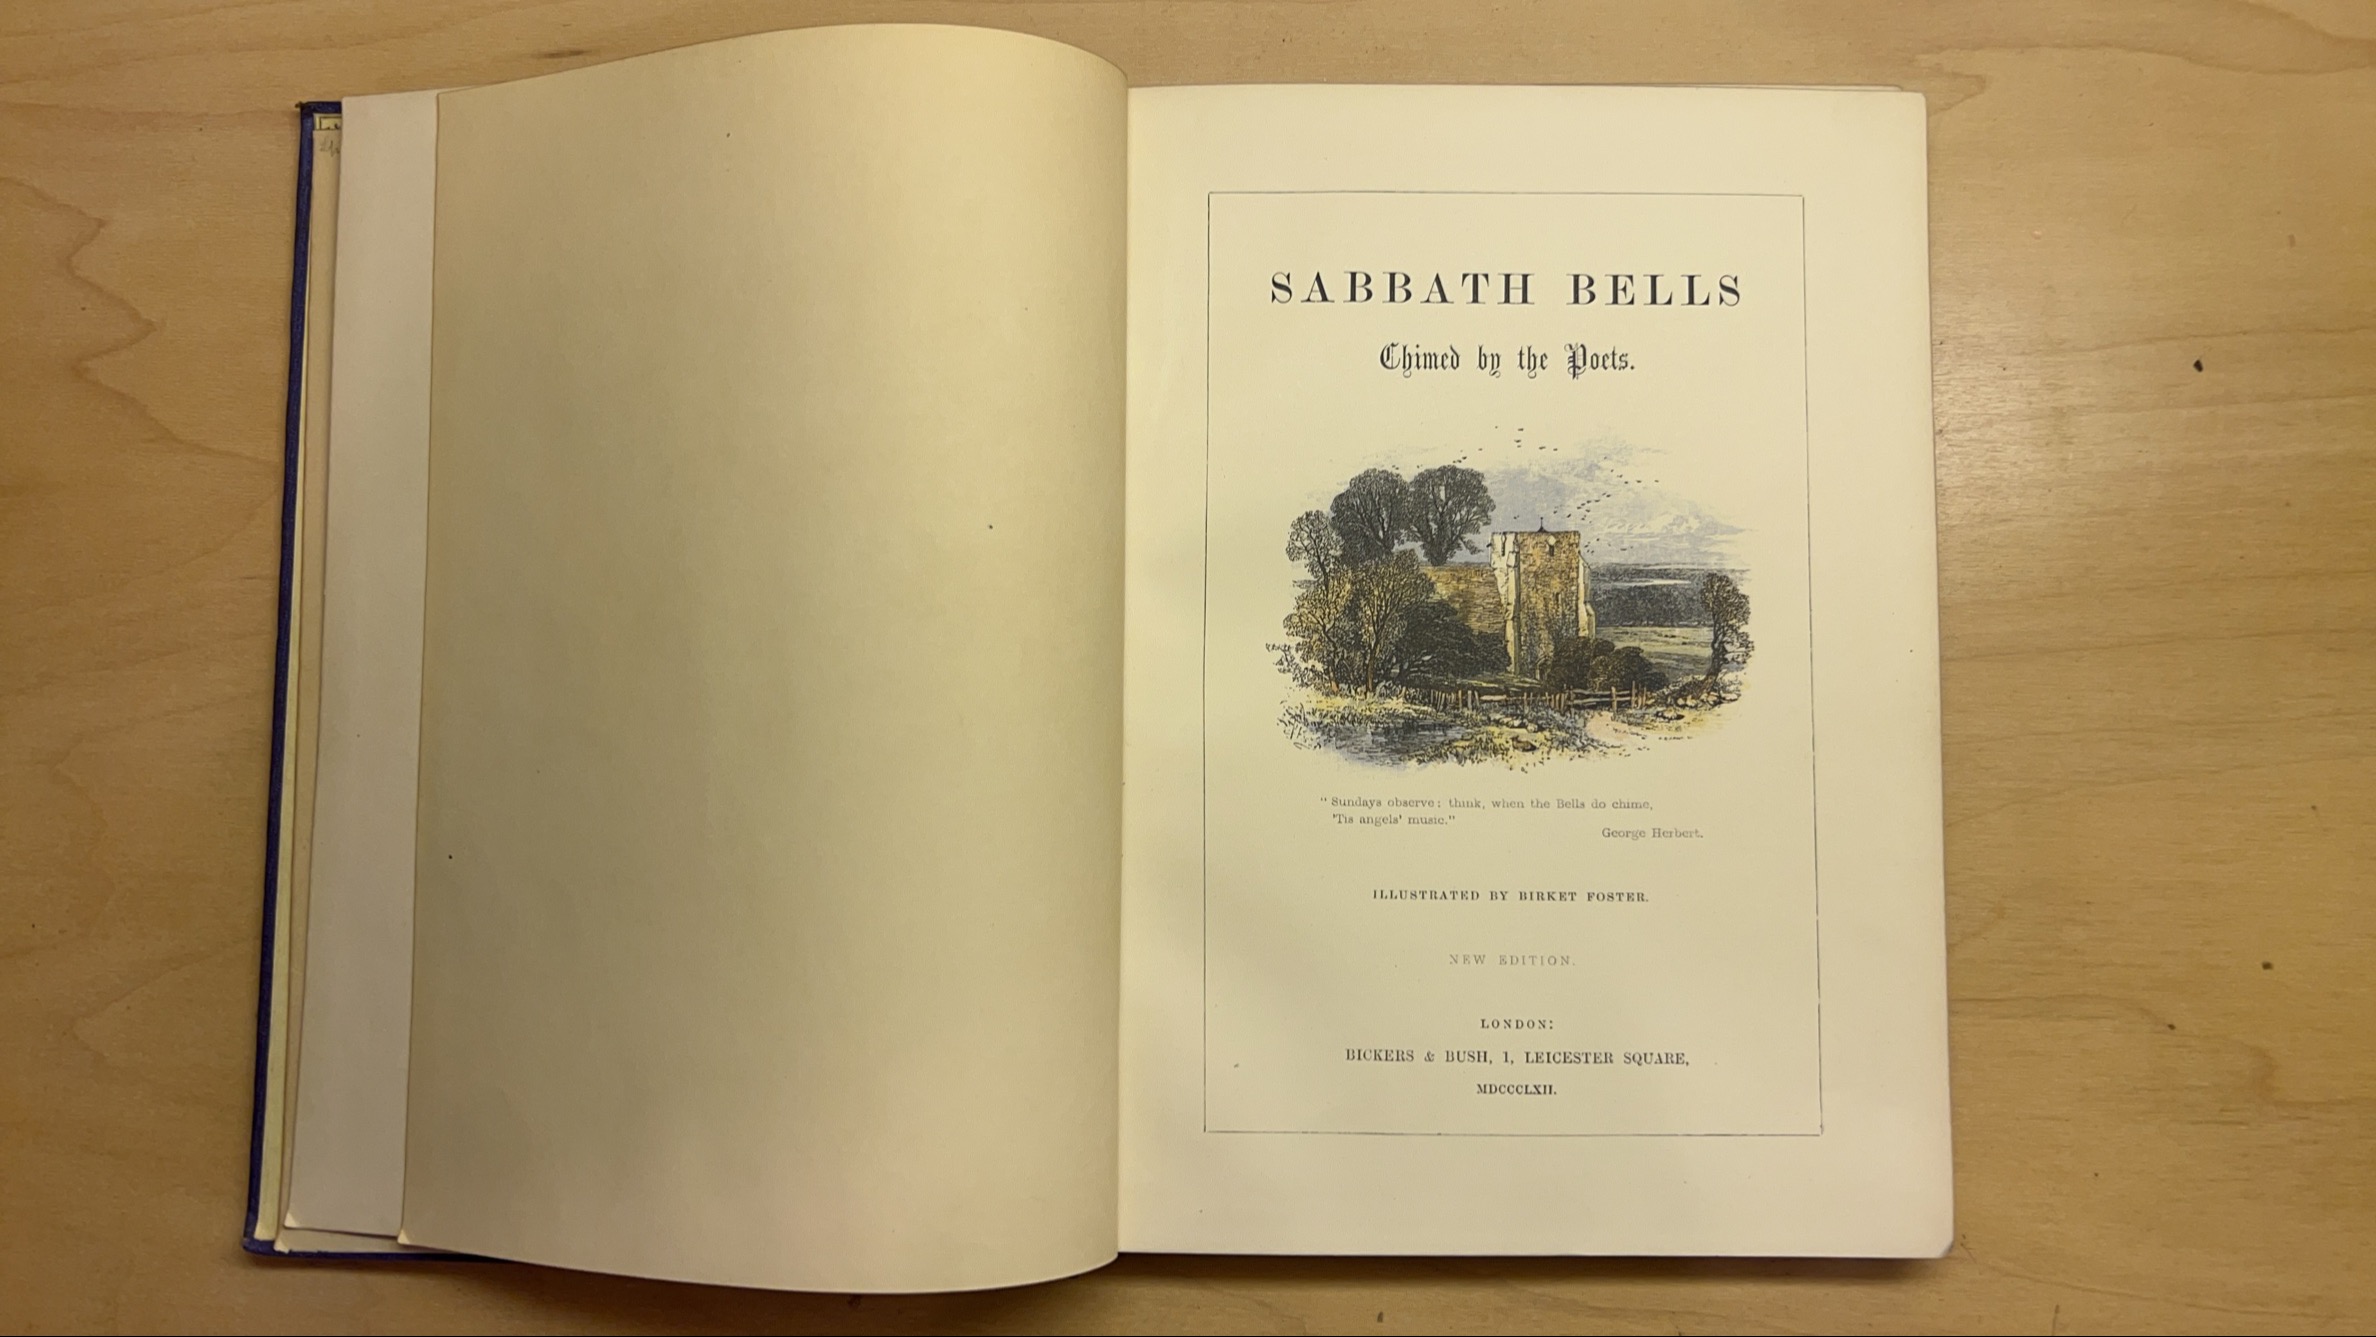 SABBATH BELLS
Chimed by the Poets.
" Sundays observe: think, when the Bells do chime,
'Tis angels' music."
George Herbert.
ILLUSTRATED BY BIRKET FOSTER.
NEW EDITION.
LONDON:
BICKERS & BUSH, 1, LEICESTER SQUARE,
MDCCCLXII.